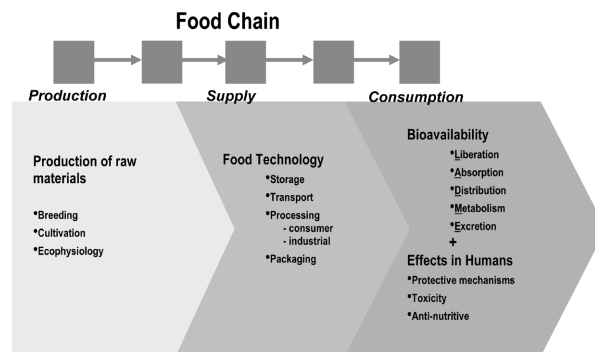 Food Chain
Production
Supply
Consumption
Production of raw
materials
•Breeding
•Cultivation
•Ecophysiology
Food Technology
•Storage
•Transport
•Processing
- consumer
- industrial
•Packaging
Bioavailability
•Liberation
•Absorption
•Distribution
•Metabolism
•Excretion
+
Effects in Humans
•Protective mechanisms
•Toxicity
•Anti-nutritive